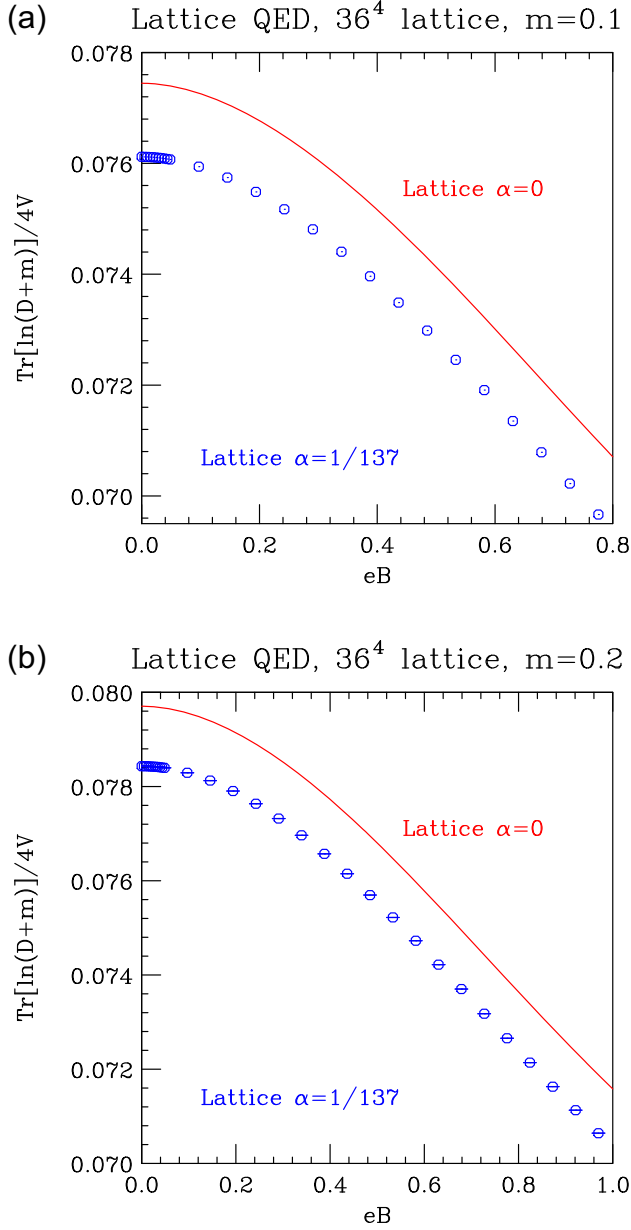 (a) Lattice QED, 36⁴ lattice, m=0.1
0.078
0.076
0.074
0.072
0.070
Tr[ln(D+m)]/4V
Lattice α=0
Lattice α=1/137
0.0 0.2 0.4 0.6 0.8
eB
(b) Lattice QED, 36⁴ lattice, m=0.2
0.080
0.078
0.076
0.074
0.072
0.070
Tr[ln(D+m)]/4V
Lattice α=0
Lattice α=1/137
0.0 0.2 0.4 0.6 0.8 1.0
eB